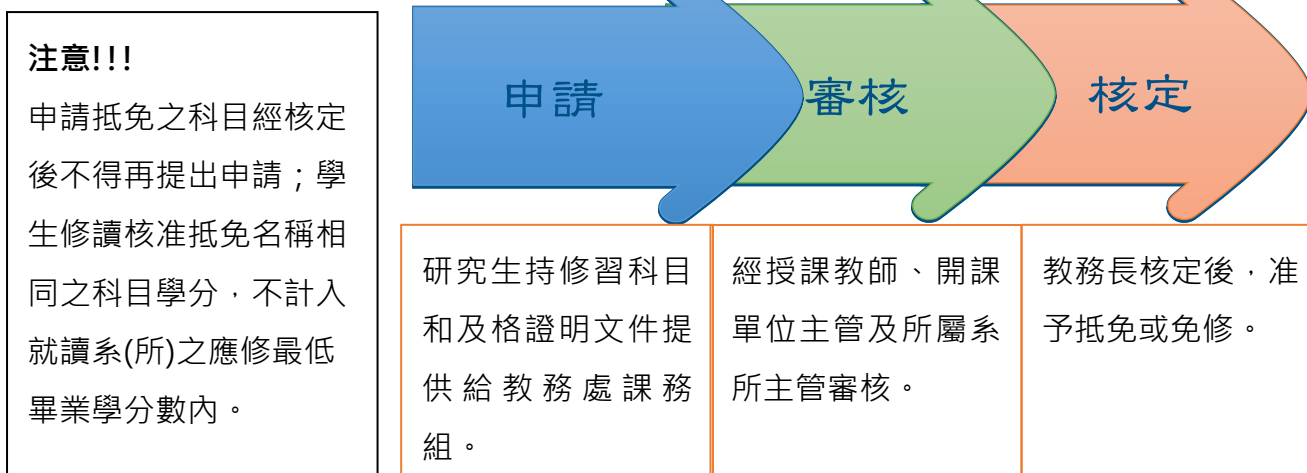 注意!!!
申請抵免之科目經核定
後不得再提出申請；學
生修讀核准抵免名稱相
同之科目學分，不計入
就讀系(所)之應修最低
畢業學分數內。
申請
審核
核定
研究生持修習科目
和及格證明文件提
供給教務處課務
組。
經授課教師、開課
單位主管及所屬系
所主管審核。
教務長核定後，准
予抵免或免修。